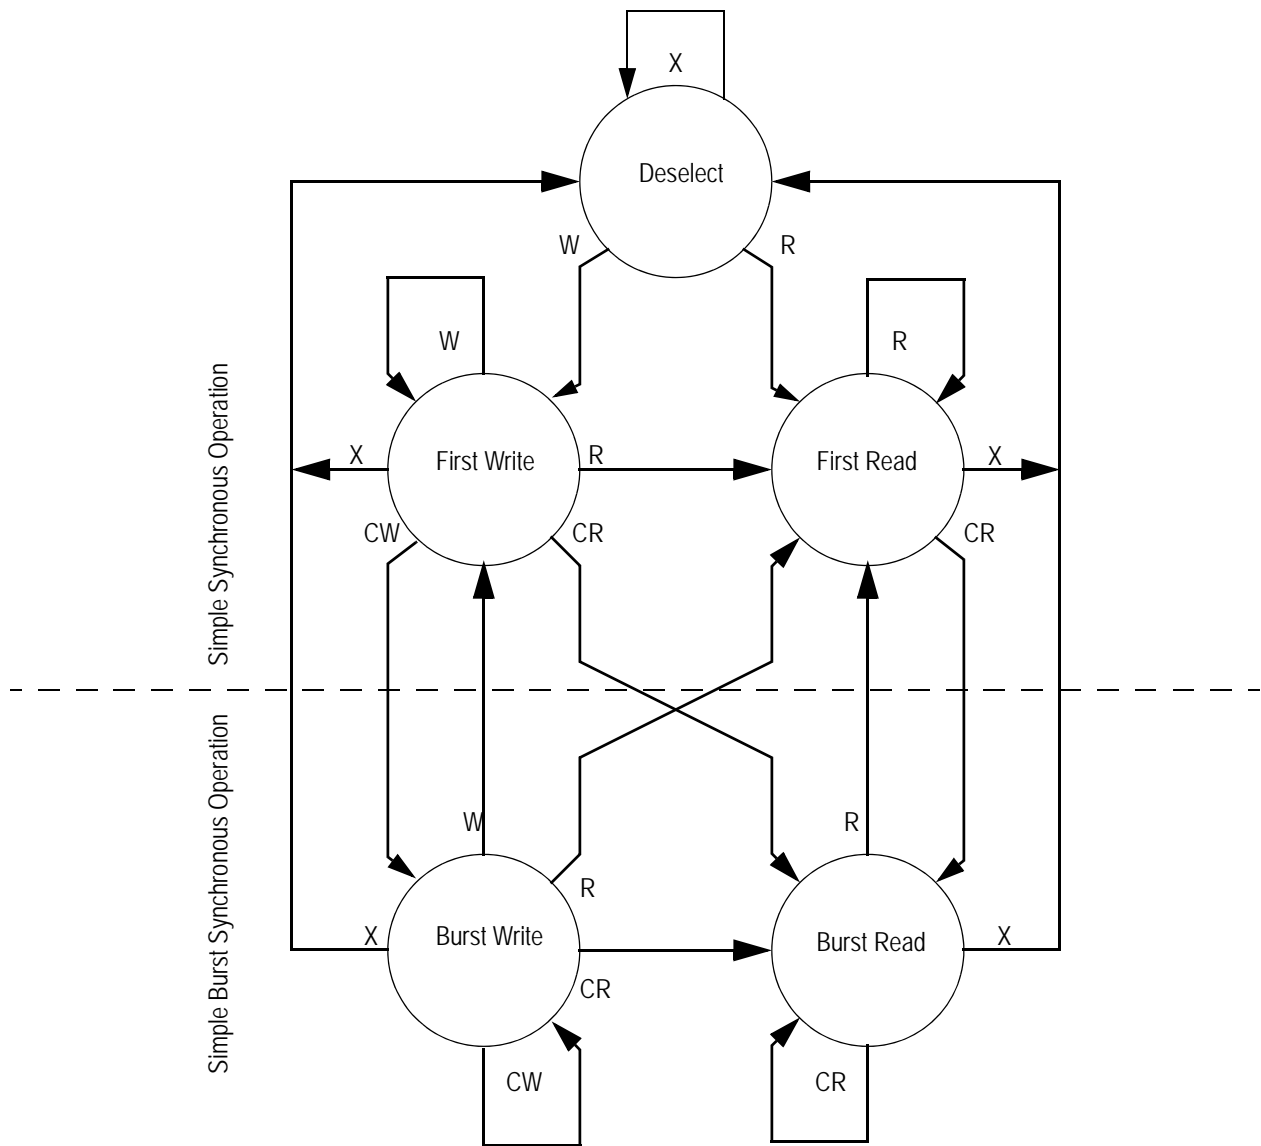 X
Deselect
W
R
W
R
Simple Synchronous Operation
X
First Write
R
First Read
X
CW
CR
CR
Simple Burst Synchronous Operation
W
R
R
X
Burst Write
Burst Read
X
CR
CW
CR